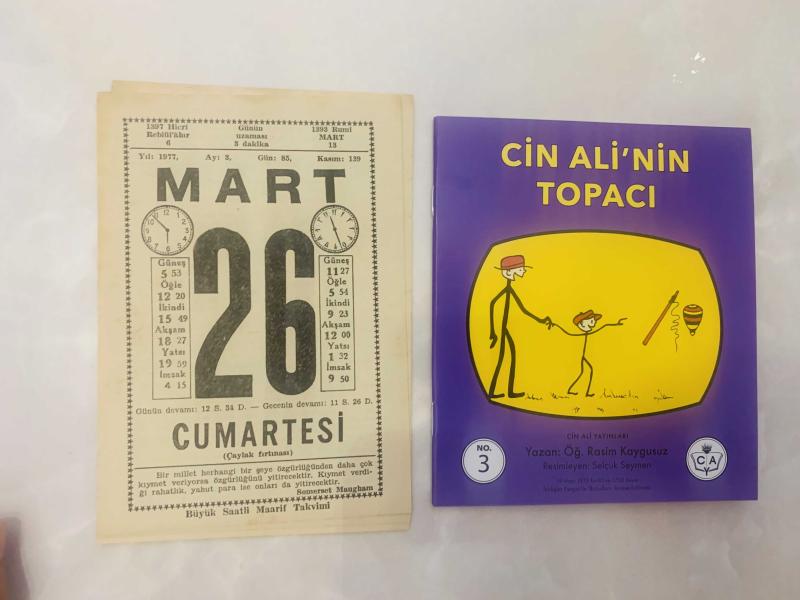 1397 Hicrî Günün 1393 Rumî
Rebiül'âhır uzaması MART
6 3 dakika 13
Yıl: 1977, Ay: 3, Gün: 85, Kasım: 139
MART
26
Güneş
5 53
Öğle
12 20
İkindi
15 49
Akşam
18 27
Yatsı
19 59
İmsak
4 15
Güneş
11 27
Öğle
5 54
İkindi
9 23
Akşam
12 00
Yatsı
1 32
İmsak
9 50
Günün devamı: 12 S. 34 D. — Gecenin devamı: 11 S. 26 D.
CUMARTESİ
(Çaylak fırtınası)
Bir millet herhangi bir şeye özgürlüğünden daha çok
kıymet veriyorsa özgürlüğünü yitirecektir. Kıymet verdi-
ği rahatlık, yahut para ise onları da yitirecektir.
Somerset Maugham
Büyük Saatli Maarif Takvimi
CİN ALİ'NİN
TOPACI
CİN ALİ YAYINLARI
Yazan: Öğ. Rasim Kaygusuz
Resimleyen: Selçuk Seymen
NO.
3
C A